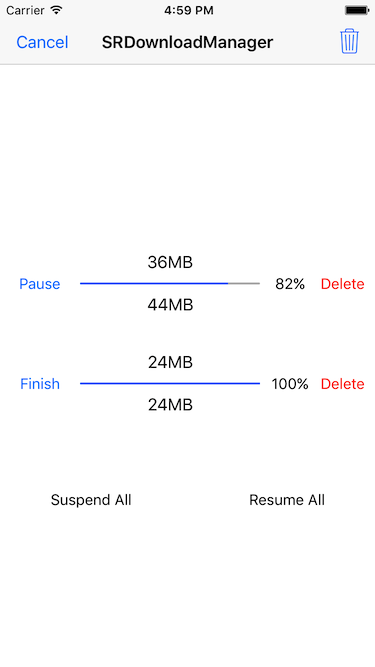 Carrier 4:59 PM
Cancel SRDownloadManager
36MB
Pause 82% Delete
44MB
24MB
Finish 100% Delete
24MB
Suspend All Resume All